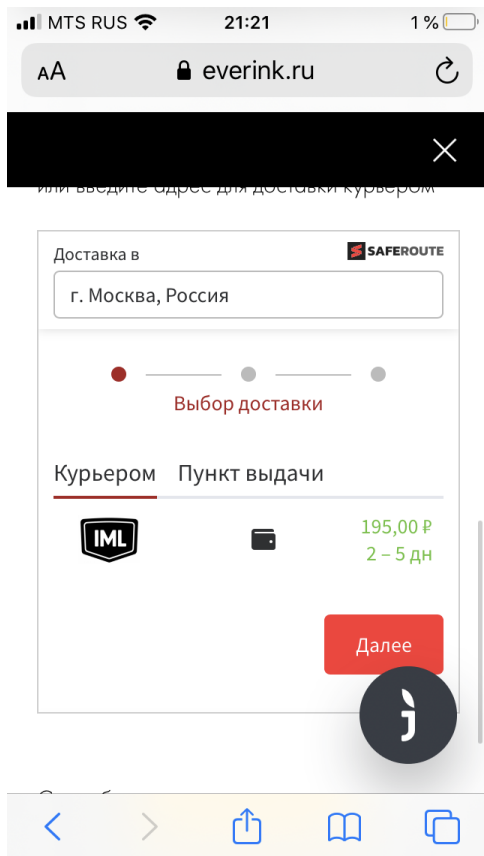 MTS RUS 21:21 1 %
AA everink.ru
или введите адрес для доставки курьером
Доставка в SAFEROUTE
г. Москва, Россия
Выбор доставки
Курьером Пункт выдачи
IML 195,00 ₽
2 – 5 дн
Далее